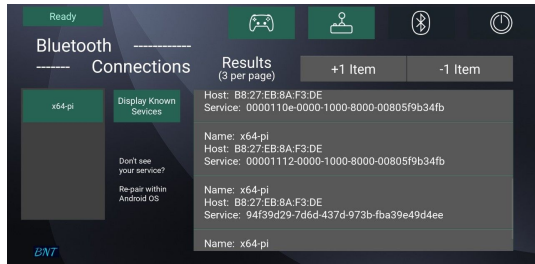 Ready
Bluetooth ------------
------- Connections
Results
(3 per page)
+1 Item
-1 Item
x64-pi
Display Known
Sevices
Don't see
your service?
Re-pair within
Android OS
Host: B8:27:EB:8A:F3:DE
Service: 0000110e-0000-1000-8000-00805f9b34fb
Name: x64-pi
Host: B8:27:EB:8A:F3:DE
Service: 00001112-0000-1000-8000-00805f9b34fb
Name: x64-pi
Host: B8:27:EB:8A:F3:DE
Service: 94f39d29-7d6d-437d-973b-fba39e49d4ee
Name: x64-pi
BNT